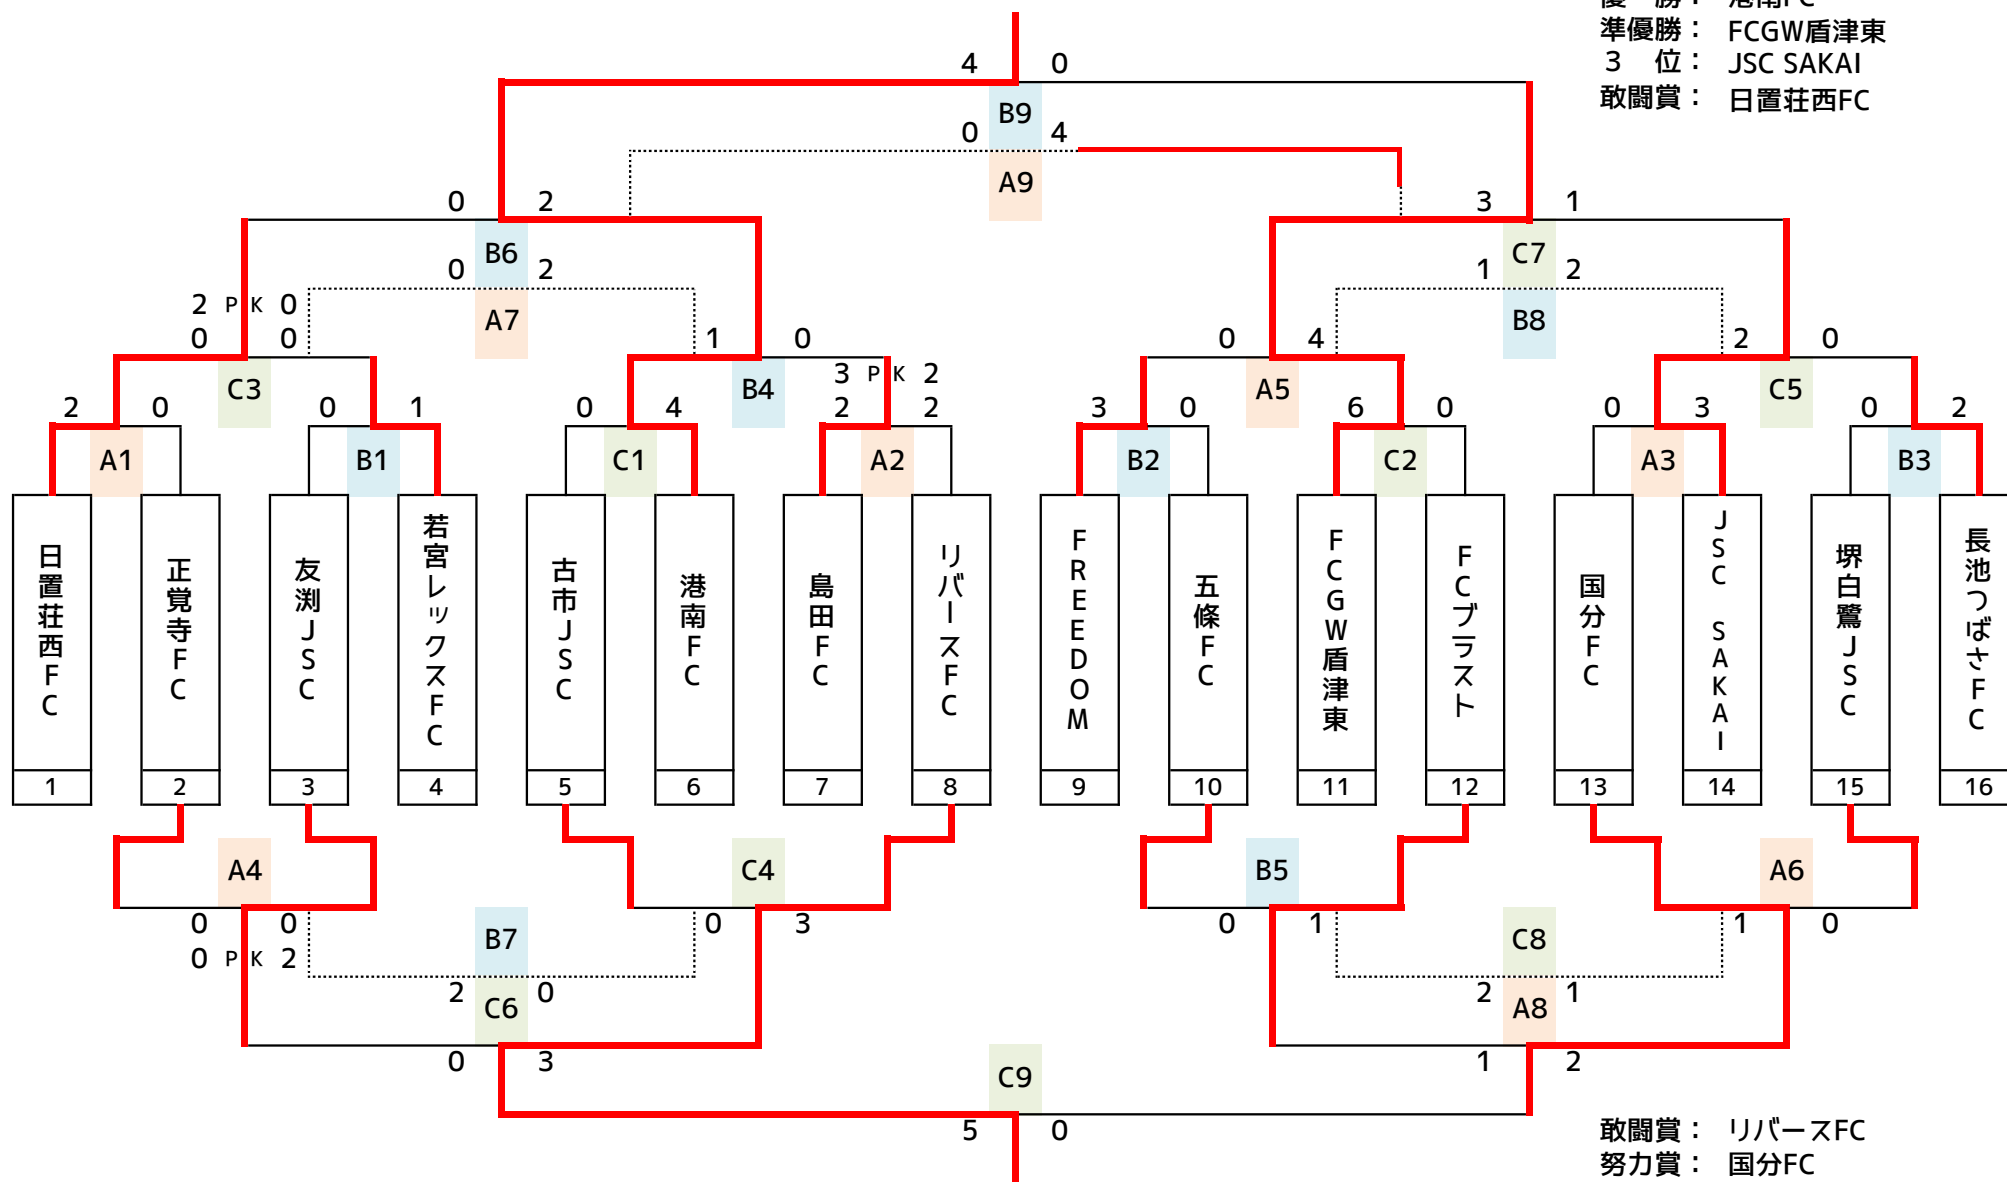 優　勝： 港南FC
準優勝： FCGW盾津東
３　位： JSC SAKAI
敢闘賞： 日置荘西FC
4 0
B9
0 4
A9
0 2
3 1
B6
C7
0 2
1 2
A7
B8
2 PK 0
0 0
1 0
0 4
2 0
C3
B4
A5
C5
3 PK 2
2 0
0 1
0 4
2 2
3 0
6 0
0 3
0 2
A1
B1
C1
A2
B2
C2
A3
B3
日置荘西FC
正覚寺FC
友渕JSC
若宮レックスFC
古市JSC
港南FC
島田FC
リバースFC
FREEDOM
五條FC
FCGW盾津東
FCブラスト
国分FC
JSC SAKAI
堺白鷺JSC
長池つばさFC
1 2 3 4 5 6 7 8 9 10 11 12 13 14 15 16
A4
C4
B5
A6
0 0
0 3
0 1
1 0
0 PK 2
B7
C8
2 0
2 1
C6
A8
0 3
1 2
C9
5 0
敢闘賞： リバースFC
努力賞： 国分FC